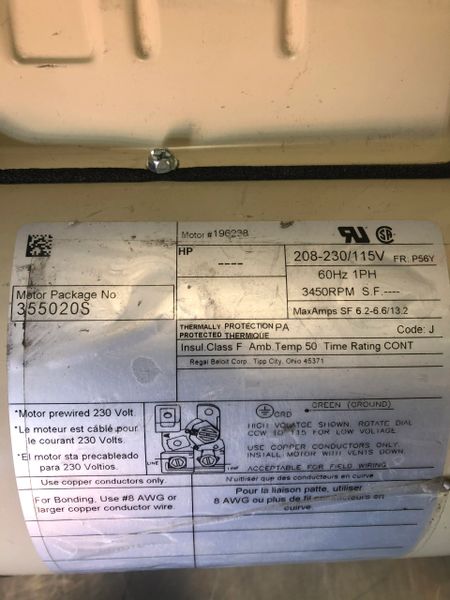 Motor #196238
HP
----
208-230/115V FR. P56Y
60Hz 1PH
3450RPM S.F.----
Motor Package No
355020S
MaxAmps SF 6.2-6.6/13.2
THERMALLY PROTECTION PA
PROTECTED THERMIQUE
Code: J
Insul.Class F Amb.Temp 50 Time Rating CONT
Regal Beloit Corp. Tipp City, Ohio 45371
*Motor prewired 230 Volt.
*Le moteur est câblé pour
le courant 230 Volts.
*El motor sta precableado
para 230 Voltios.
LINE
GRD
GREEN (GROUND)
HIGH VOLTAGE SHOWN. ROTATE DIAL
CCW TO 115 FOR LOW VOLTAGE
USE COPPER CONDUCTORS ONLY.
INSTALL MOTOR WITH VENTS DOWN.
ACCEPTABLE FOR FIELD WIRING
Use copper conductors only.
N'utiliser que des conducteurs en cuivre.
For Bonding, Use #8 AWG or
larger copper conductor wire.
Pour la liaison patte, utiliser
8 AWG ou plus de fil conducteurs en
cuivre.